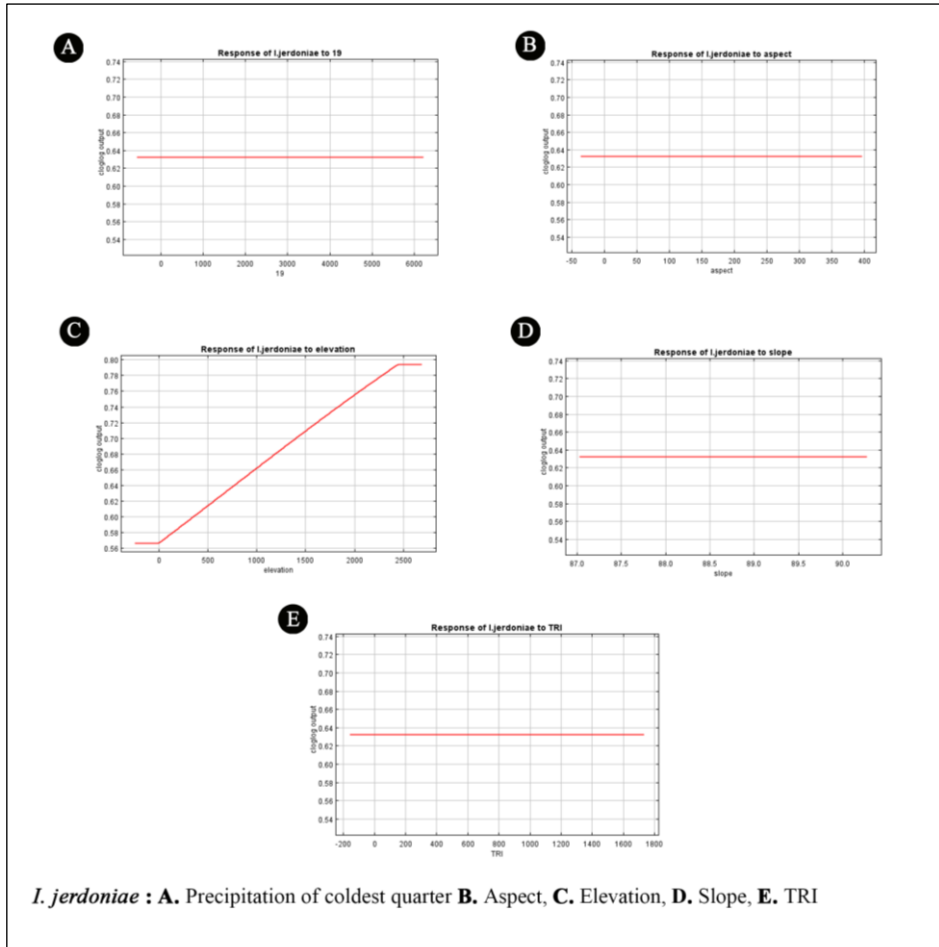 A
Response of I.jerdoniae to 19
0.74
0.72
0.70
0.68
0.66
0.64
0.62
0.60
0.58
0.56
0.54
cloglog output
0 1000 2000 3000 4000 5000 6000
19
B
Response of I.jerdoniae to aspect
0.74
0.72
0.70
0.68
0.66
0.64
0.62
0.60
0.58
0.56
0.54
cloglog output
-50 0 50 100 150 200 250 300 350 400
aspect
C
Response of I.jerdoniae to elevation
0.80
0.78
0.76
0.74
0.72
0.70
0.68
0.66
0.64
0.62
0.60
0.58
0.56
cloglog output
0 500 1000 1500 2000 2500
elevation
D
Response of I.jerdoniae to slope
0.74
0.72
0.70
0.68
0.66
0.64
0.62
0.60
0.58
0.56
0.54
cloglog output
87.0 87.5 88.0 88.5 89.0 89.5 90.0
slope
E
Response of I.jerdoniae to TRI
0.74
0.72
0.70
0.68
0.66
0.64
0.62
0.60
0.58
0.56
0.54
cloglog output
-200 0 200 400 600 800 1000 1200 1400 1600 1800
TRI
I. jerdoniae : A. Precipitation of coldest quarter B. Aspect, C. Elevation, D. Slope, E. TRI